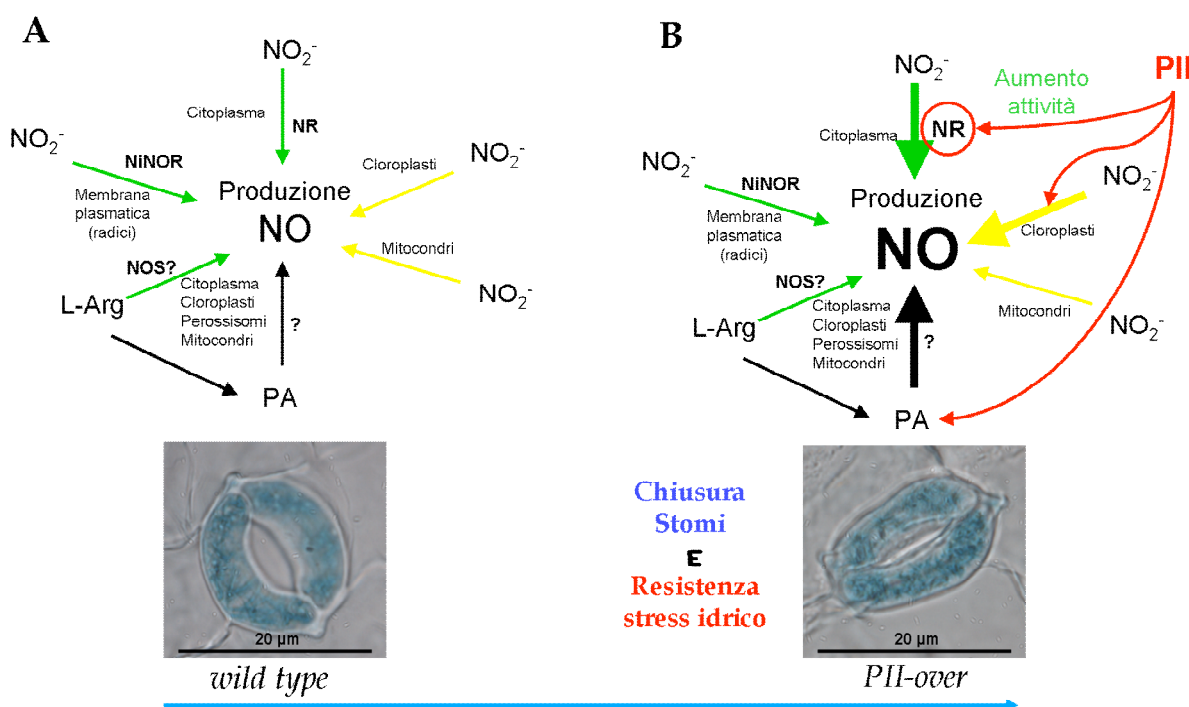 A
NO₂⁻
Citoplasma
NR
NO₂⁻
NiNOR
Membrana
plasmatica
(radici)
Cloroplasti
NO₂⁻
Produzione
NO
Mitocondri
NO₂⁻
NOS?
L-Arg
Citoplasma
Cloroplasti
Perossisomi
Mitocondri
?
PA
20 µm
wild type
B
NO₂⁻
PII
Aumento
attività
Citoplasma
NR
NO₂⁻
NiNOR
Membrana
plasmatica
(radici)
NO₂⁻
Cloroplasti
Produzione
NO
Mitocondri
NO₂⁻
NOS?
L-Arg
Citoplasma
Cloroplasti
Perossisomi
Mitocondri
?
PA
Chiusura
Stomi
E
Resistenza
stress idrico
20 µm
PII-over